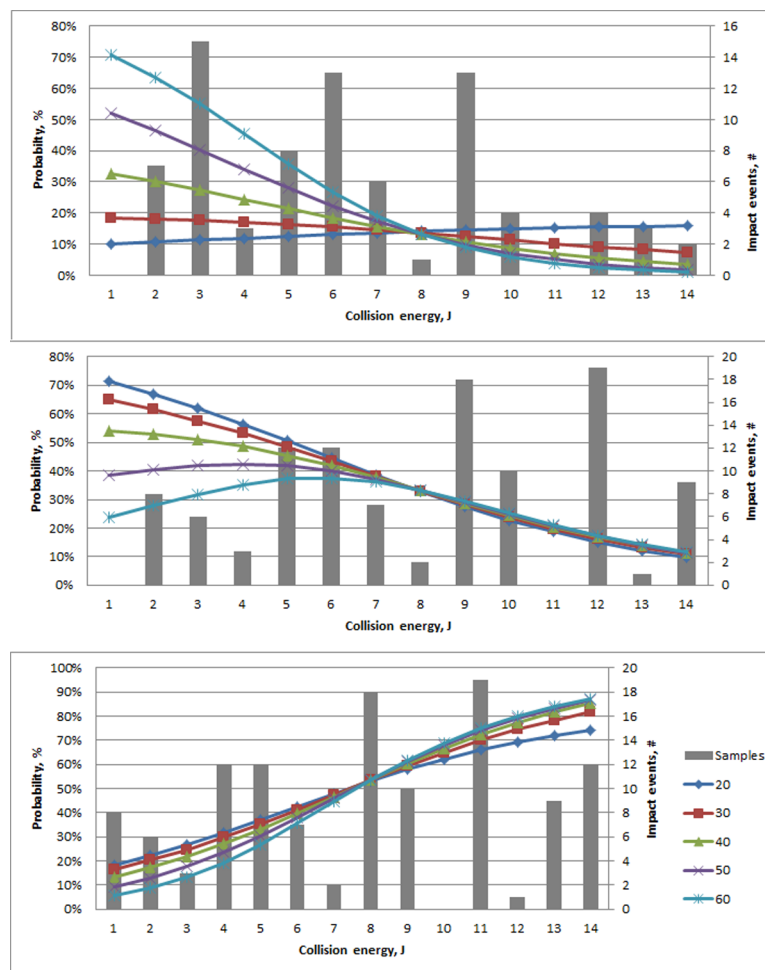 80% 16
70% 14
60% 12
50% 10
40% 8
30% 6
20% 4
10% 2
0% 0
Probabilty, %
Impact events, #
1 2 3 4 5 6 7 8 9 10 11 12 13 14
Collision energy, J
80% 20
70% 18
60% 16
50% 14
40% 12
30% 10
20% 8
10% 6
0% 4
2
0
Probability, %
Impact events, #
1 2 3 4 5 6 7 8 9 10 11 12 13 14
Collision energy, J
100% 20
90% 18
80% 16
70% 14
60% 12
50% 10
40% 8
30% 6
20% 4
10% 2
0% 0
Probability, %
Impact events, #
1 2 3 4 5 6 7 8 9 10 11 12 13 14
Collision energy, J
Samples
20
30
40
50
60